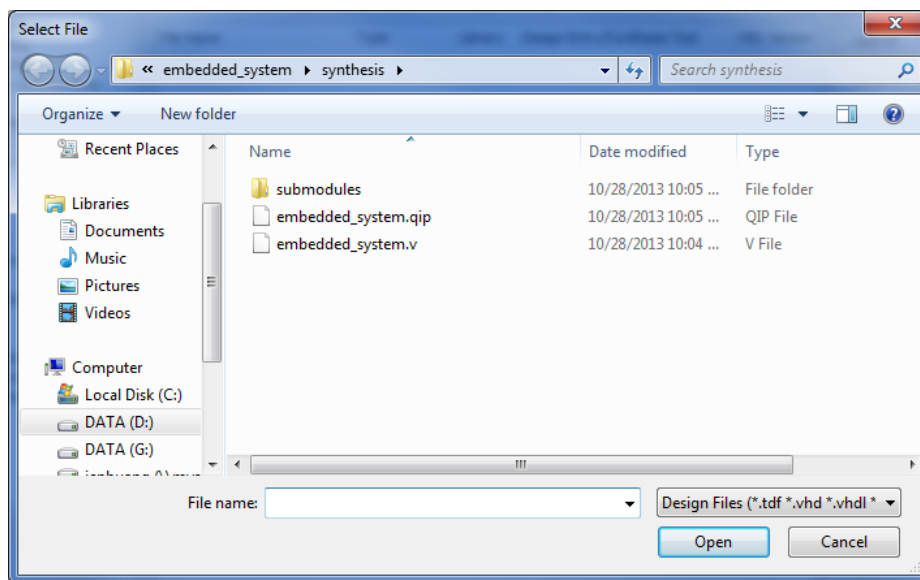 Select File
« embedded_system synthesis Search synthesis
Organize New folder
Recent Places
Libraries
Documents
Music
Pictures
Videos
Computer
Local Disk (C:)
DATA (D:)
DATA (G:)
Name Date modified Type
submodules 10/28/2013 10:05 ... File folder
embedded_system.qip 10/28/2013 10:05 ... QIP File
embedded_system.v 10/28/2013 10:04 ... V File
File name: Design Files (*.tdf *.vhd *.vhdl *
Open Cancel